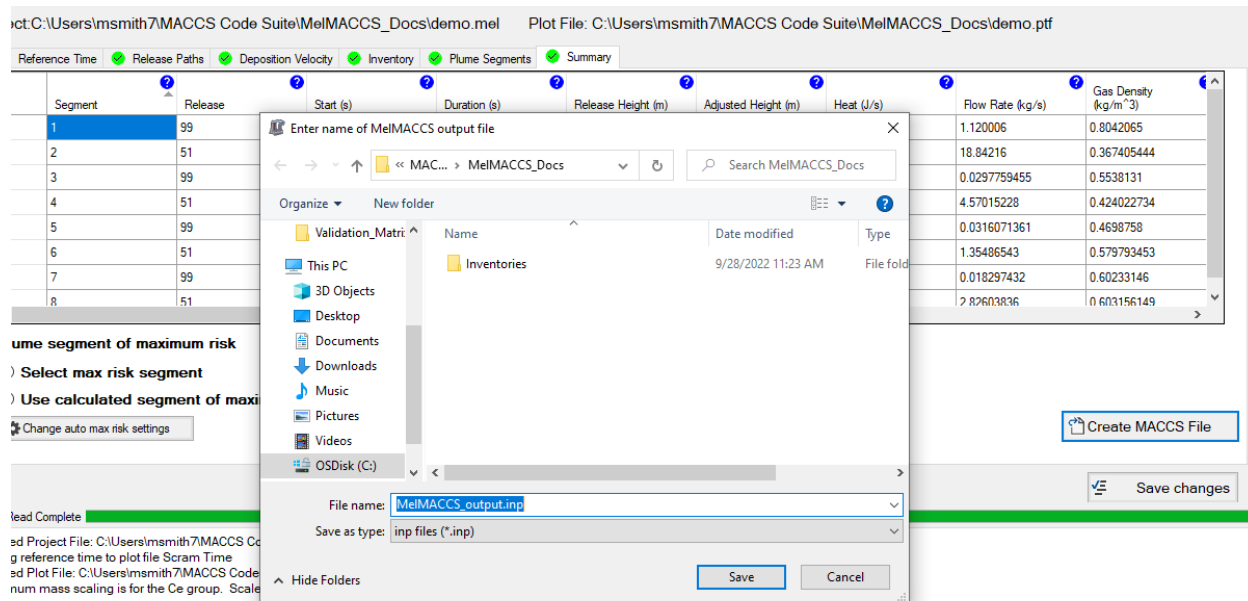 ect:C:\Users\msmith7\MACCS Code Suite\MelMACCS_Docs\demo.mel Plot File: C:\Users\msmith7\MACCS Code Suite\MelMACCS_Docs\demo.ptf
Reference Time Release Paths Deposition Velocity Inventory Plume Segments Summary
Segment Release Start (s) Duration (s) Release Height (m) Adjusted Height (m) Heat (J/s) Flow Rate (kg/s) Gas Density (kg/m^3)
1 99 1.120006 0.8042065
2 51 18.84216 0.367405444
3 99 0.0297759455 0.5538131
4 51 4.57015228 0.424022734
5 99 0.0316071361 0.4698758
6 51 1.35486543 0.579793453
7 99 0.018297432 0.60233146
8 51 2.82603836 0.603156149
Enter name of MelMACCS output file
« MAC... › MelMACCS_Docs
Search MelMACCS_Docs
Organize New folder
Validation_Matri:
This PC
3D Objects
Desktop
Documents
Downloads
Music
Pictures
Videos
OSDisk (C:)
Name Date modified Type
Inventories 9/28/2022 11:23 AM File fold
File name: MelMACCS_output.inp
Save as type: inp files (*.inp)
Hide Folders
Save Cancel
ume segment of maximum risk
Select max risk segment
Use calculated segment of maxi
Change auto max risk settings
Create MACCS File
Save changes
Read Complete
ed Project File: C:\Users\msmith7\MACCS Co
g reference time to plot file Scram Time
ed Plot File: C:\Users\msmith7\MACCS Code
num mass scaling is for the Ce group. Scale